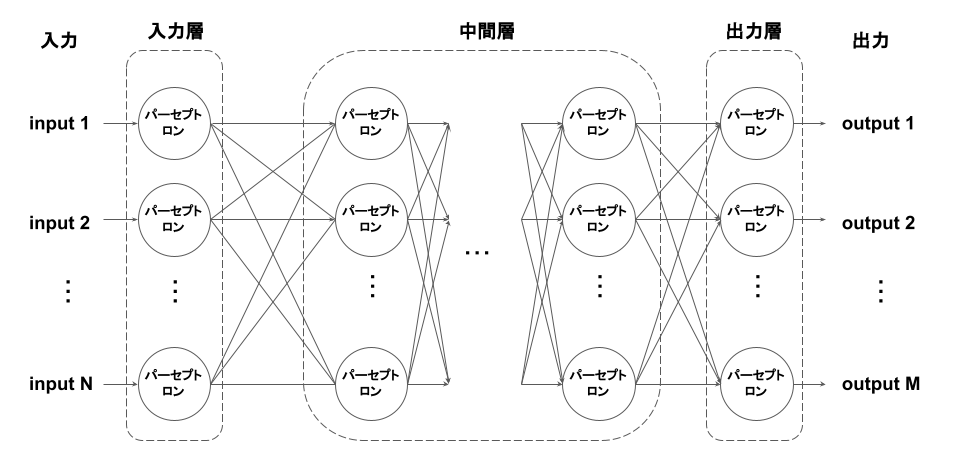 入力
入力層
中間層
出力層
出力
input 1
パーセプト
ロン
パーセプト
ロン
パーセプト
ロン
パーセプト
ロン
output 1
input 2
パーセプト
ロン
パーセプト
ロン
パーセプト
ロン
パーセプト
ロン
output 2
...
⋮
⋮
⋮
⋮
⋮
⋮
input N
パーセプト
ロン
パーセプト
ロン
パーセプト
ロン
パーセプト
ロン
output M